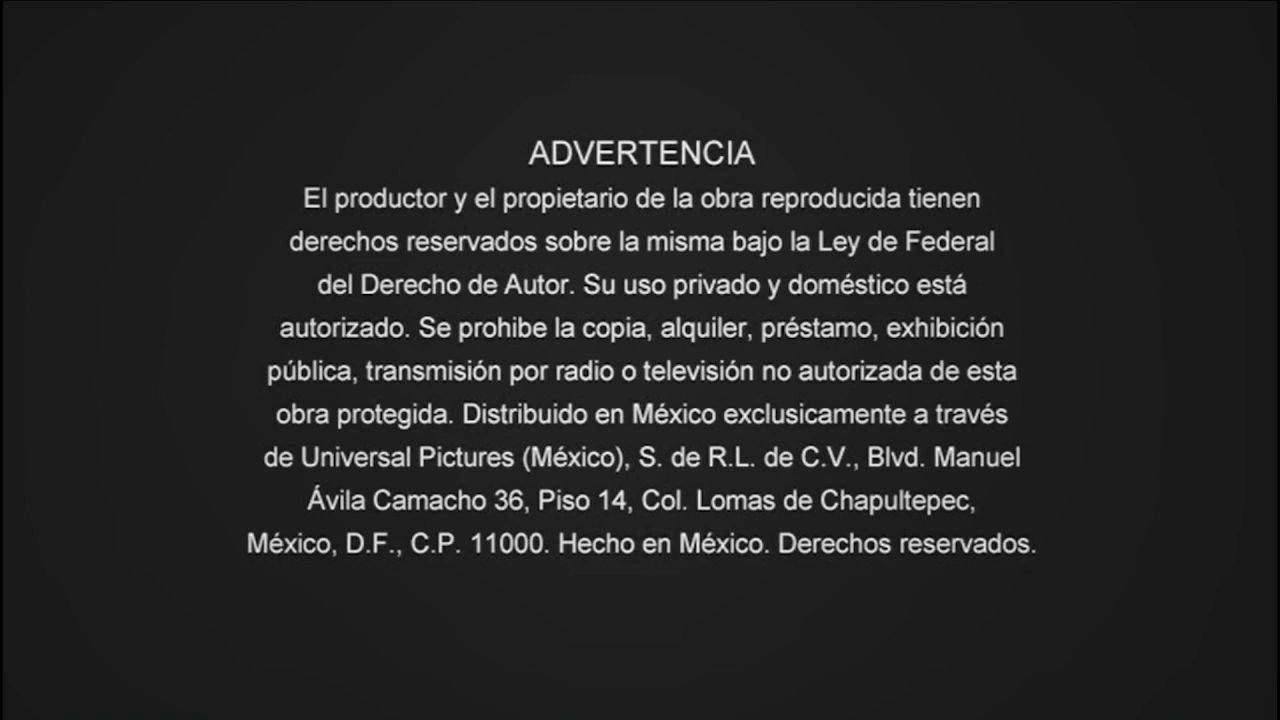 ADVERTENCIA
El productor y el propietario de la obra reproducida tienen
derechos reservados sobre la misma bajo la Ley de Federal
del Derecho de Autor. Su uso privado y doméstico está
autorizado. Se prohibe la copia, alquiler, préstamo, exhibición
pública, transmisión por radio o televisión no autorizada de esta
obra protegida. Distribuido en México exclusicamente a través
de Universal Pictures (México), S. de R.L. de C.V., Blvd. Manuel
Ávila Camacho 36, Piso 14, Col. Lomas de Chapultepec,
México, D.F., C.P. 11000. Hecho en México. Derechos reservados.